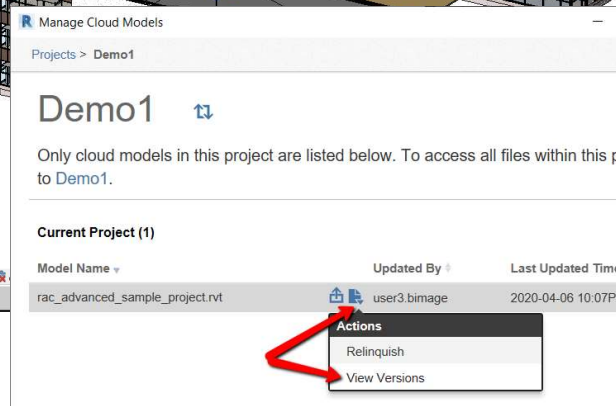 R Manage Cloud Models
Projects > Demo1
Demo1
Only cloud models in this project are listed below. To access all files within this
to Demo1.
Current Project (1)
Model Name Updated By Last Updated Time
rac_advanced_sample_project.rvt user3.bimage 2020-04-06 10:07P
Actions
Relinquish
View Versions